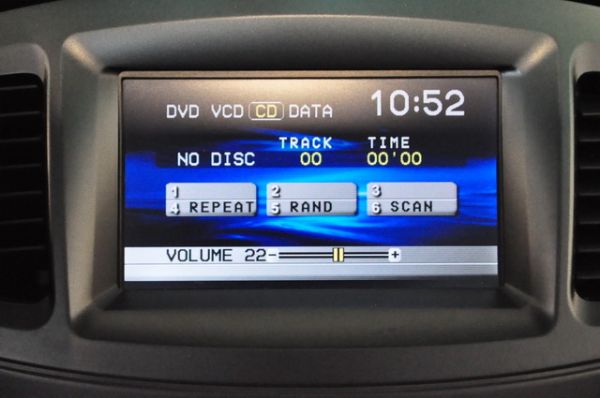 DVD VCD CD DATA 10:52
TRACK TIME
NO DISC 00 00'00
1 2 3
4 REPEAT 5 RAND 6 SCAN
VOLUME 22 - +